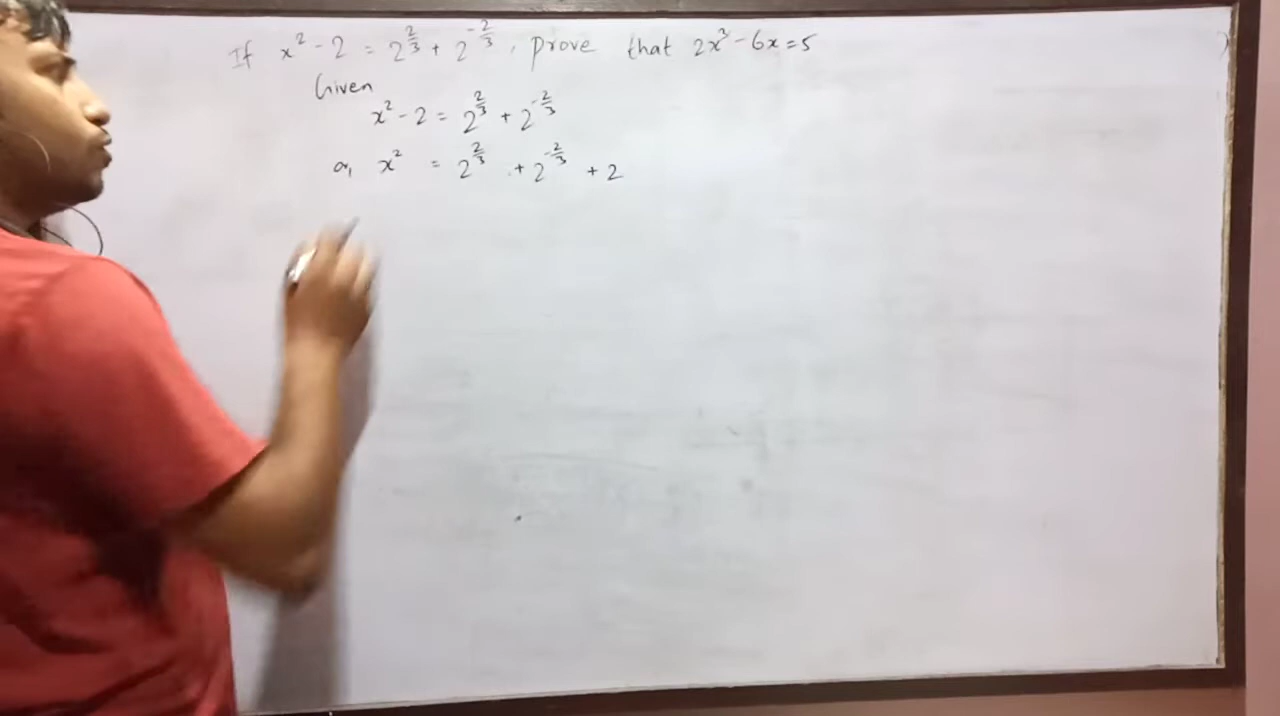 If x² - 2 = 2^{2/3} + 2^{-2/3}, prove that 2x³ - 6x = 5
Given
x² - 2 = 2^{2/3} + 2^{-2/3}
or, x² = 2^{2/3} + 2^{-2/3} + 2